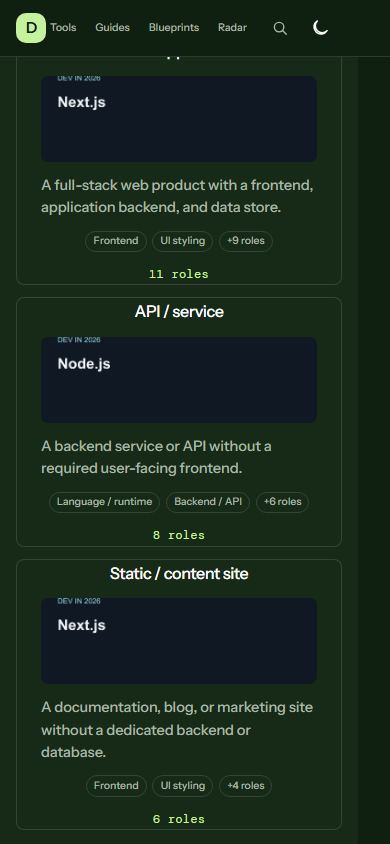 D Tools Guides Blueprints Radar
DEV IN 2026
Next.js
A full-stack web product with a frontend,
application backend, and data store.
Frontend UI styling +9 roles
11 roles
API / service
DEV IN 2026
Node.js
A backend service or API without a
required user-facing frontend.
Language / runtime Backend / API +6 roles
8 roles
Static / content site
DEV IN 2026
Next.js
A documentation, blog, or marketing site
without a dedicated backend or
database.
Frontend UI styling +4 roles
6 roles